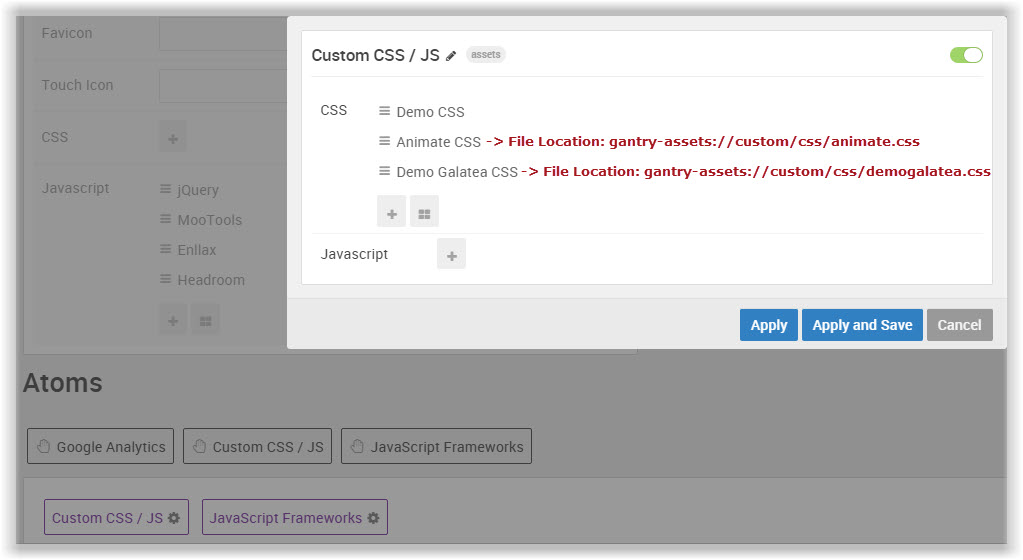 Favicon
Touch Icon
CSS
Javascript
jQuery
MooTools
Enllax
Headroom
Custom CSS / JS assets
CSS
Demo CSS
Animate CSS -> File Location: gantry-assets://custom/css/animate.css
Demo Galatea CSS -> File Location: gantry-assets://custom/css/demogalatea.css
Javascript
Apply Apply and Save Cancel
Atoms
Google Analytics Custom CSS / JS JavaScript Frameworks
Custom CSS / JS JavaScript Frameworks